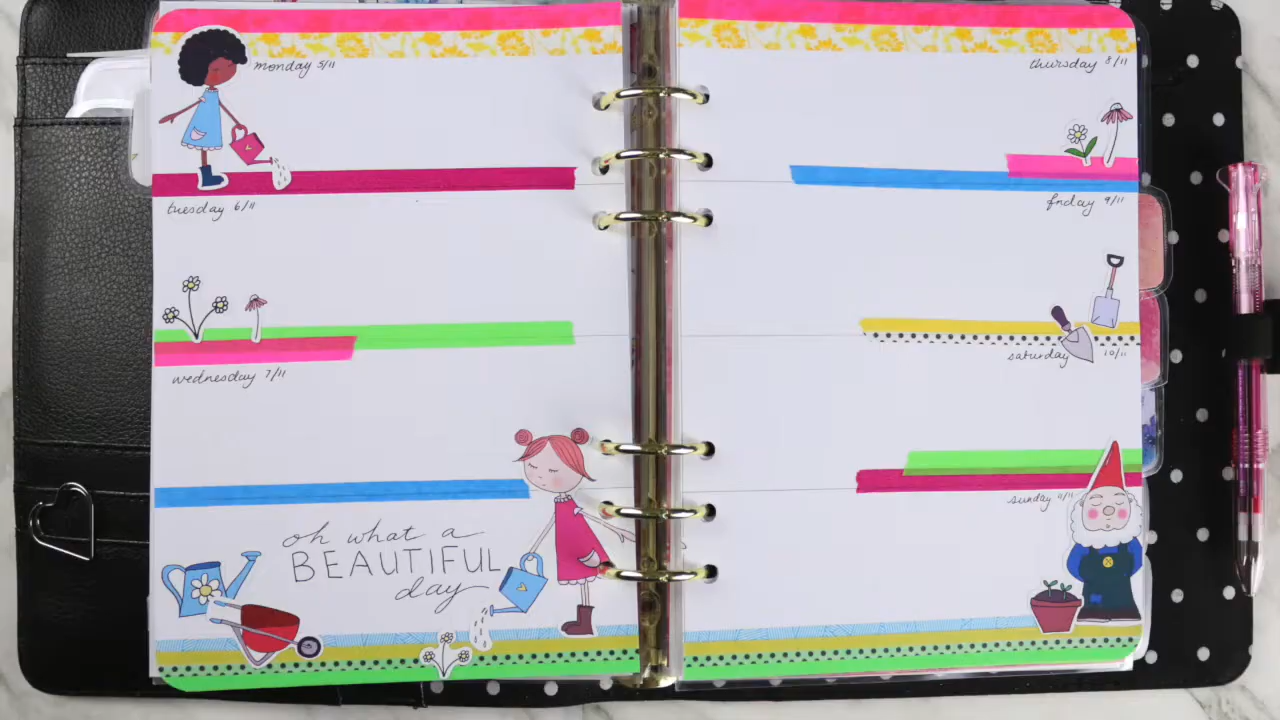 monday 5/11
tuesday 6/11
wednesday 7/11
oh what a
BEAUTIFUL
day
thursday 8/11
friday 9/11
saturday 10/11
sunday 11/11